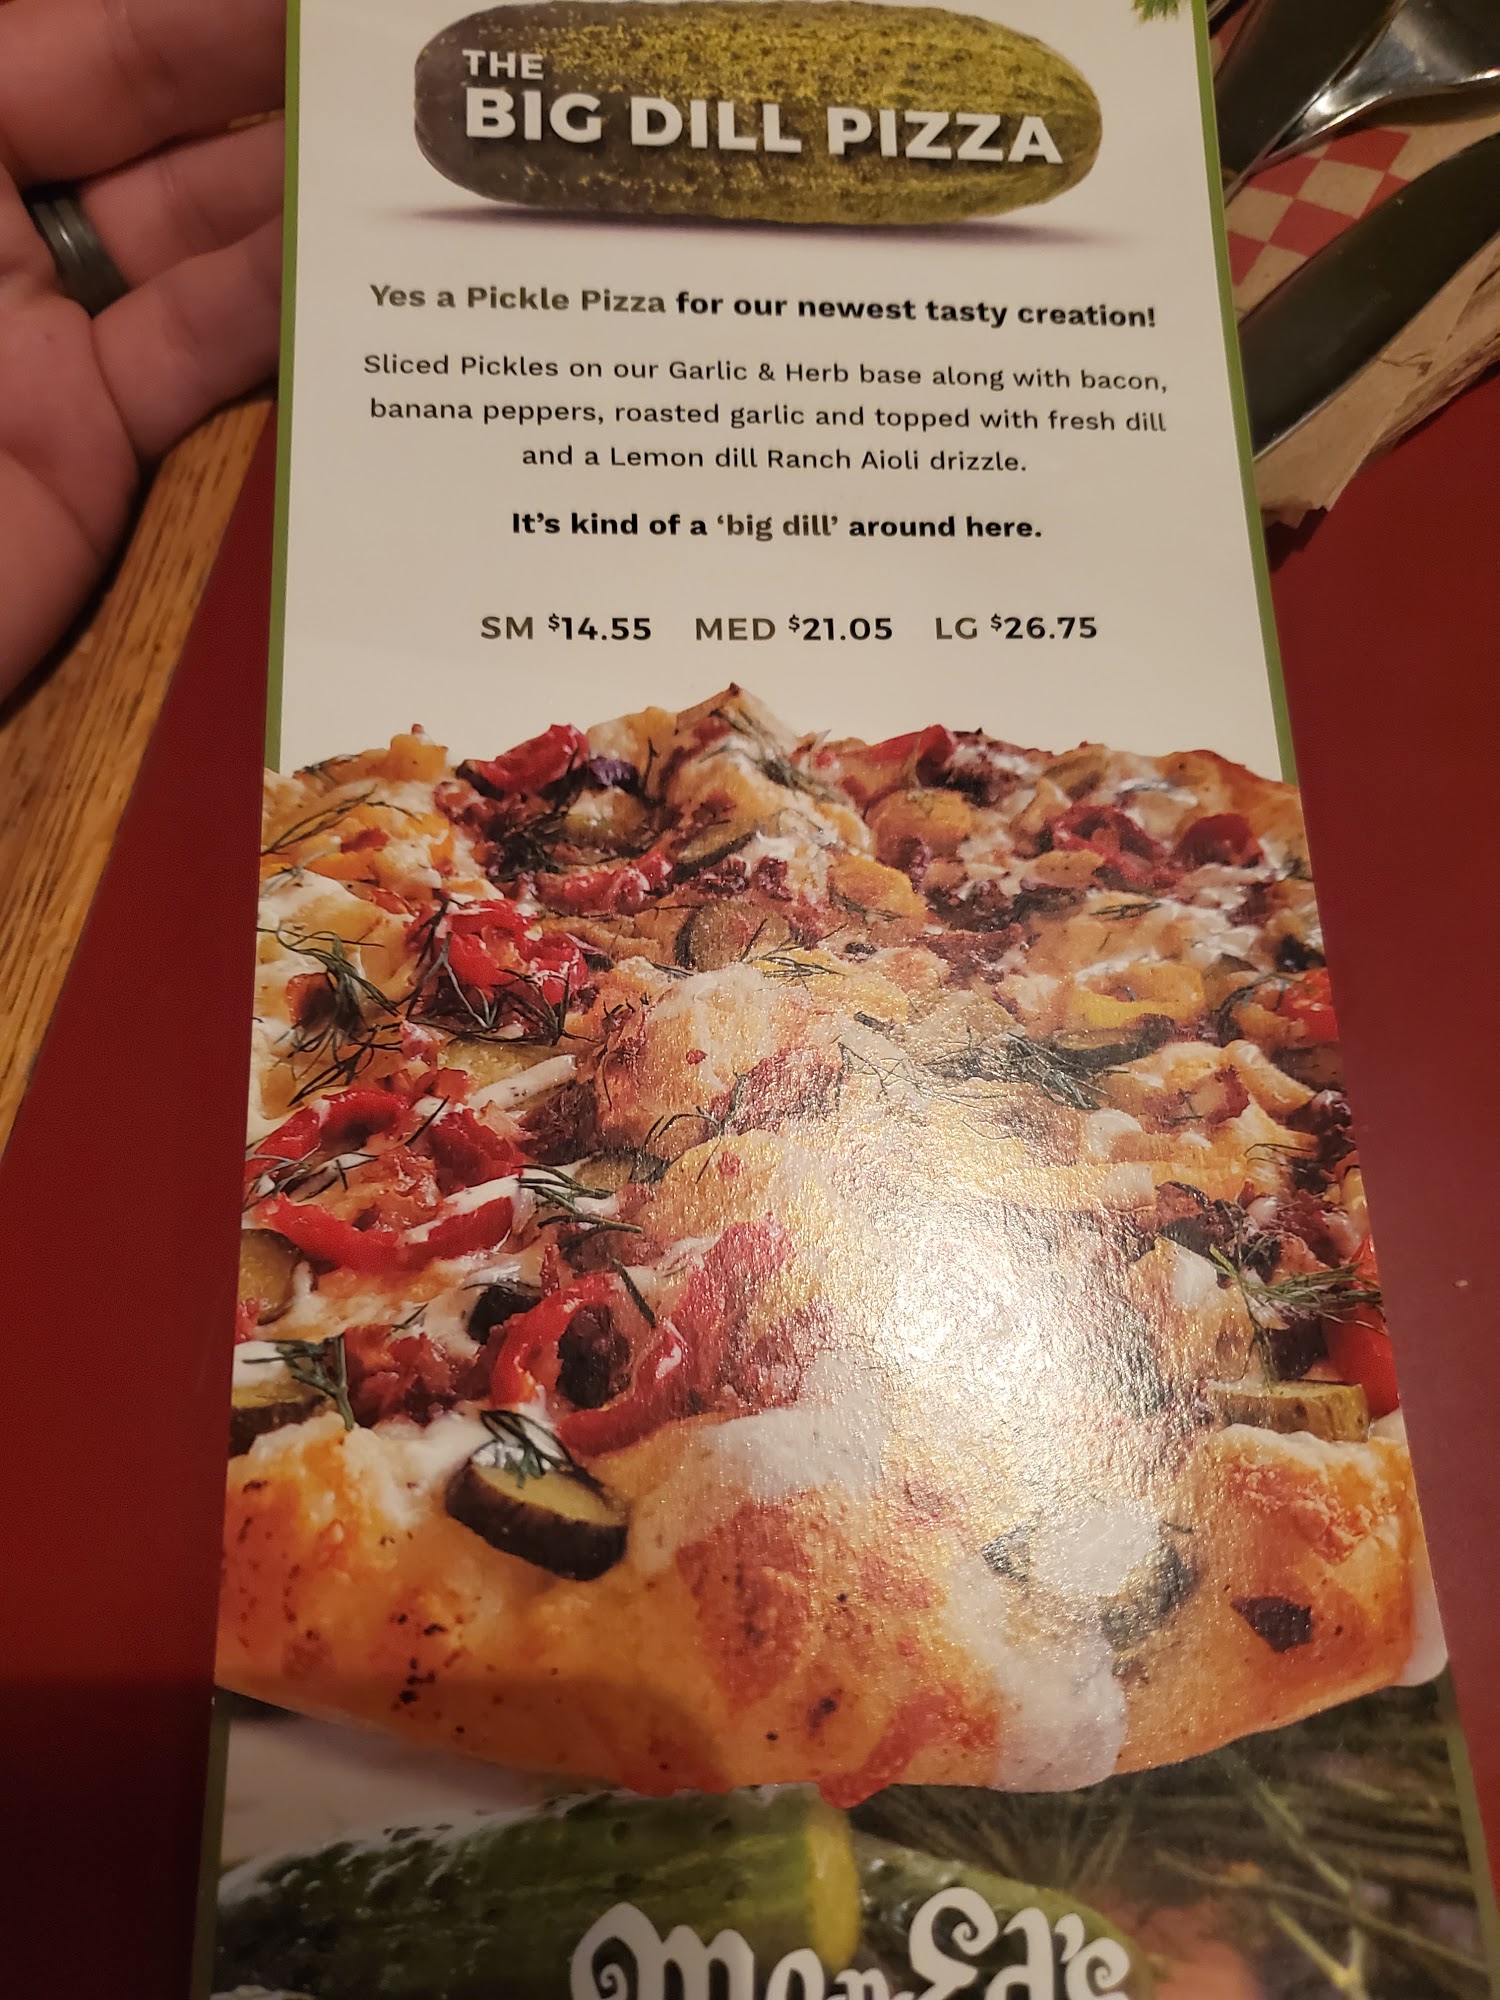 THE
BIG DILL PIZZA
Yes a Pickle Pizza for our newest tasty creation!
Sliced Pickles on our Garlic & Herb base along with bacon,
banana peppers, roasted garlic and topped with fresh dill
and a Lemon dill Ranch Aioli drizzle.
It's kind of a ‘big dill’ around here.
SM $14.55 MED $21.05 LG $26.75
Mon Ed's